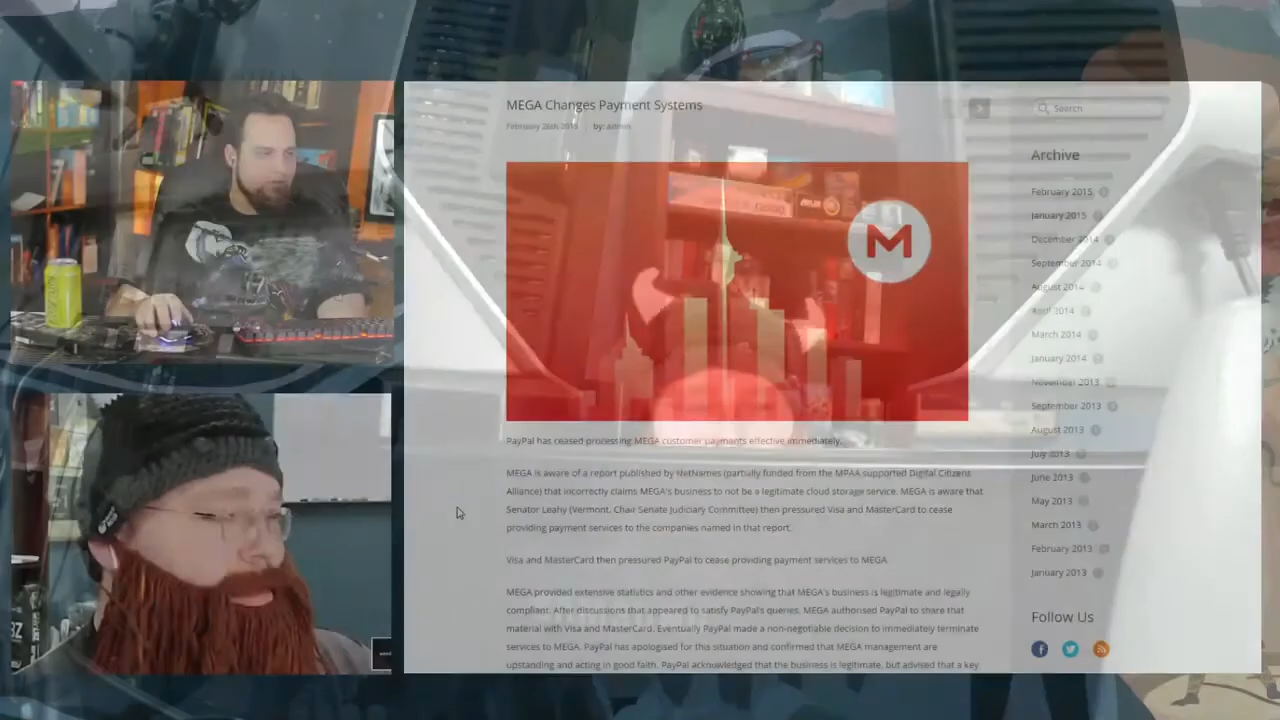 MEGA Changes Payment Systems
February 28th 2015 by: admin
Search
M
PayPal has ceased processing MEGA customer payments effective immediately.
MEGA is aware of a report published by NetNames (partially funded from the MPAA supported Digital Citizens
Alliance) that incorrectly claims MEGA's business to not be a legitimate cloud storage service. MEGA is aware that
Senator Leahy (Vermont, Chair Senate Judiciary Committee) then pressured Visa and MasterCard to cease
providing payment services to the companies named in that report.
Visa and MasterCard then pressured PayPal to cease providing payment services to MEGA
MEGA provided extensive statistics and other evidence showing that MEGA's business is legitimate and legally
compliant. After discussions that appeared to satisfy PayPal's queries, MEGA authorised PayPal to share that
material with Visa and MasterCard. Eventually PayPal made a non-negotiable decision to immediately terminate
services to MEGA. PayPal has apologised for this situation and confirmed that MEGA management are
upstanding and acting in good faith. PayPal acknowledged that the business is legitimate, but advised that a key
Archive
February 2015
January 2015
December 2014
September 2014
August 2014
April 2014
March 2014
January 2014
November 2013
September 2013
August 2013
July 2013
June 2013
May 2013
March 2013
February 2013
January 2013
Follow Us